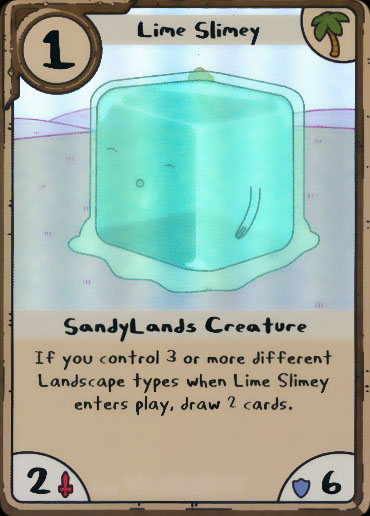 1
Lime Slimey
SandyLands Creature
If you control 3 or more different
Landscape types when Lime Slimey
enters play, draw 2 cards.
2
6